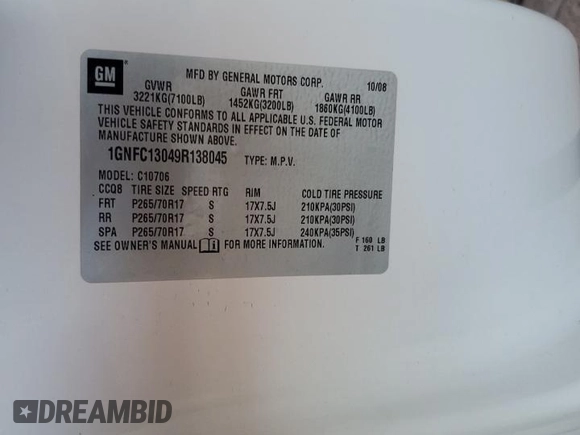 GM
MFD BY GENERAL MOTORS CORP. 10/08
GVWR GAWR FRT GAWR RR
3221KG(7100LB) 1452KG(3200LB) 1860KG(4100LB)
THIS VEHICLE CONFORMS TO ALL APPLICABLE U.S. FEDERAL MOTOR
VEHICLE SAFETY STANDARDS IN EFFECT ON THE DATE OF
MANUFACTURE SHOWN ABOVE.
1GNFC13049R138045 TYPE: M.P.V.
MODEL: C10706
CCQ8 TIRE SIZE SPEED RTG RIM COLD TIRE PRESSURE
FRT P265/70R17 S 17X7.5J 210KPA(30PSI)
RR P265/70R17 S 17X7.5J 210KPA(30PSI)
SPA P265/70R17 S 17X7.5J 240KPA(35PSI)
SEE OWNER'S MANUAL FOR MORE INFORMATION.
F 160 LB
T 261 LB
DREAMBID